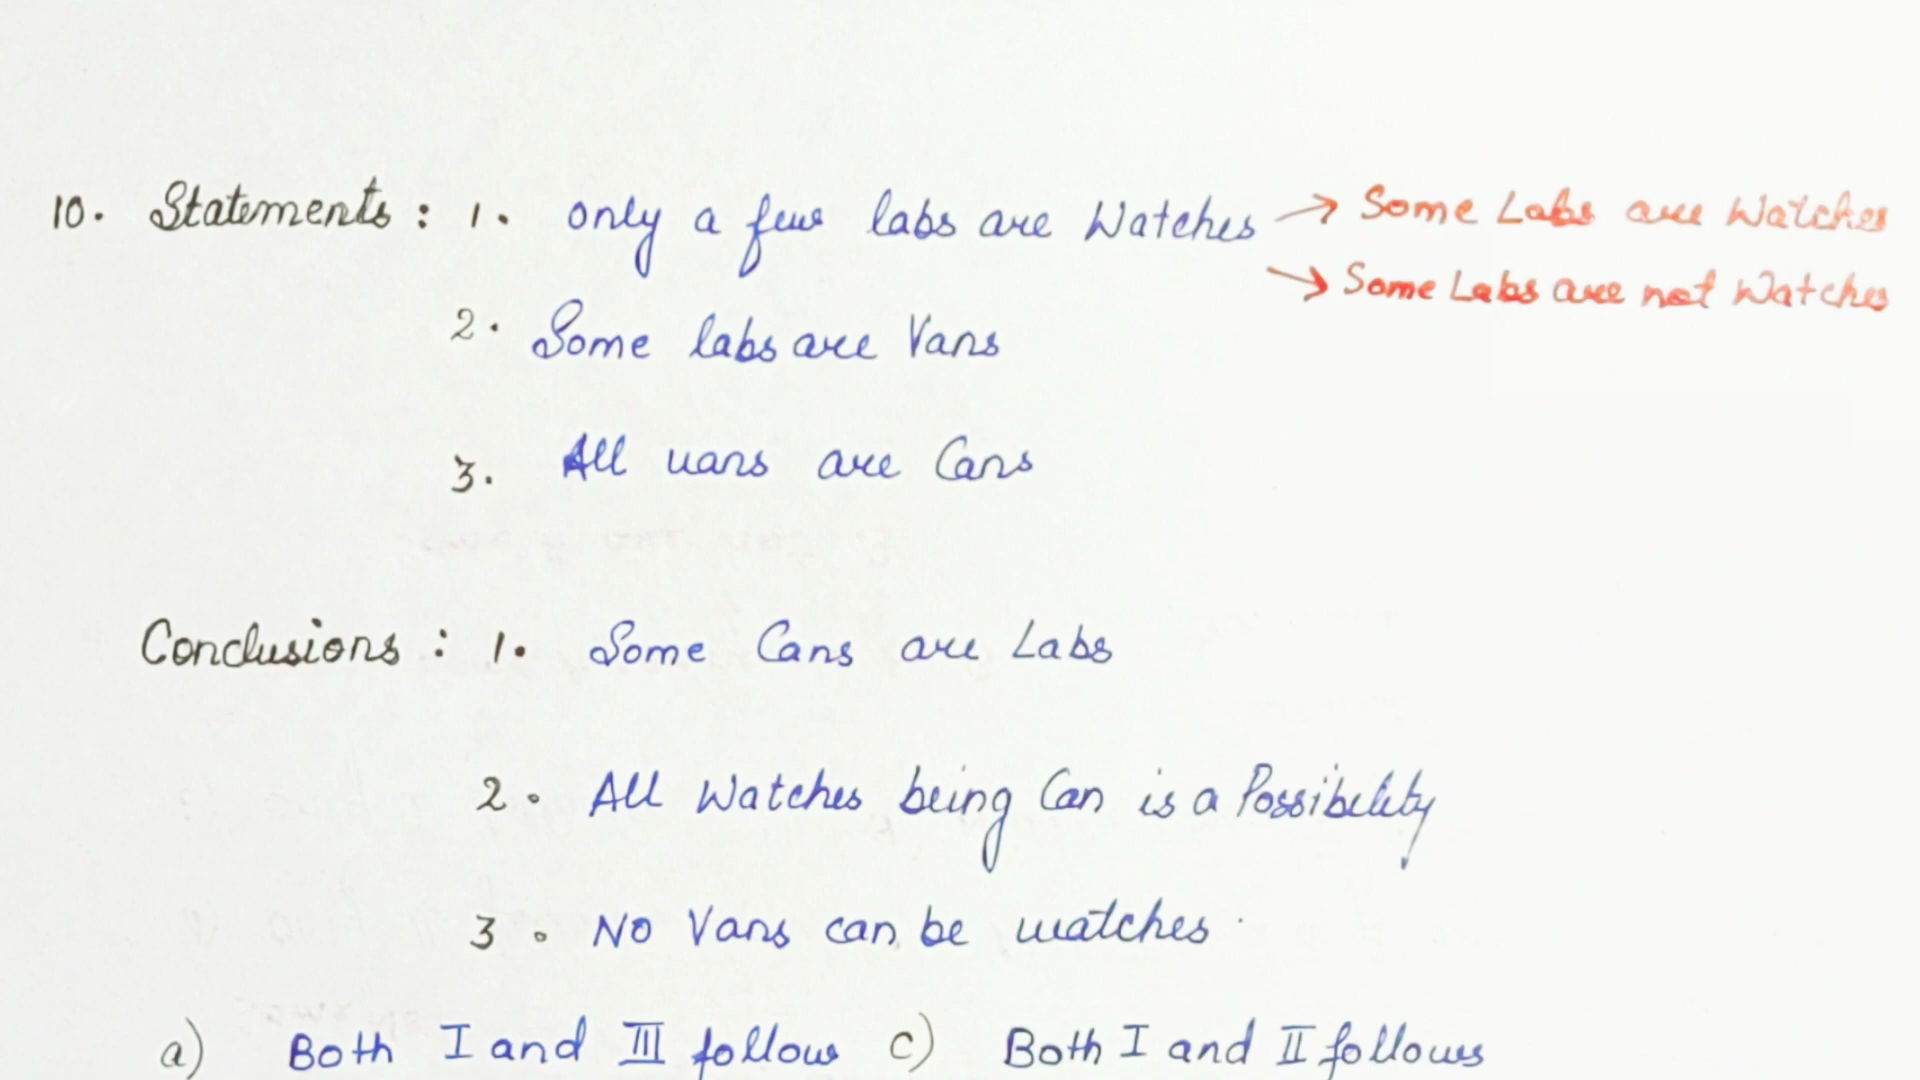 10. Statements : 1. only a few labs are Watches → Some Labs are Watches
→ Some Labs are not Watches
2. Some labs are Vans
3. All vans are Cans
Conclusions : 1. Some Cans are Labs
2. All Watches being Can is a Possibility
3. No Vans can be watches.
a) Both I and III follow c) Both I and II follows